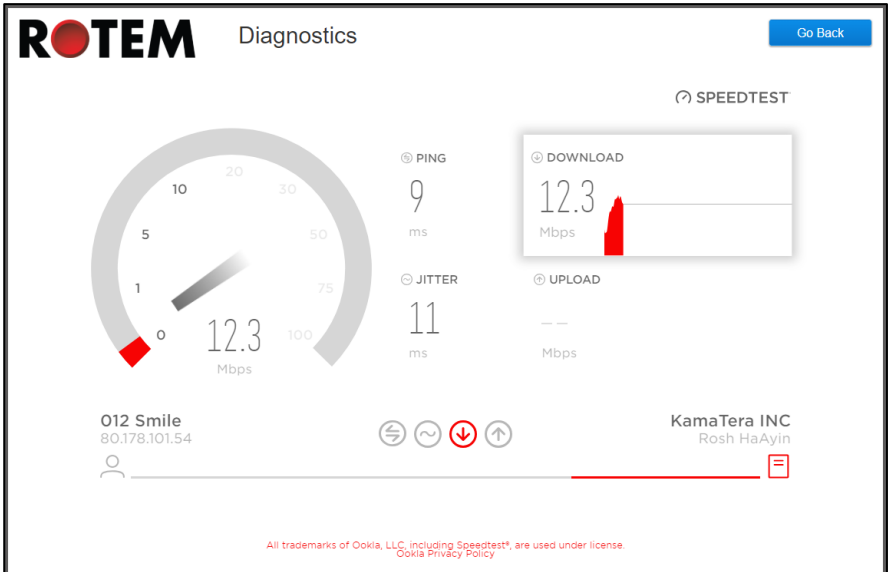 ROTEM
Diagnostics
Go Back
SPEEDTEST
PING
9
ms
DOWNLOAD
12.3
Mbps
JITTER
11
ms
UPLOAD
— —
Mbps
0
1
5
10
20
30
50
75
100
12.3
Mbps
012 Smile
80.178.101.54
KamaTera INC
Rosh HaAyin
All trademarks of Ookla, LLC, including Speedtest®, are used under license.
Ookla Privacy Policy